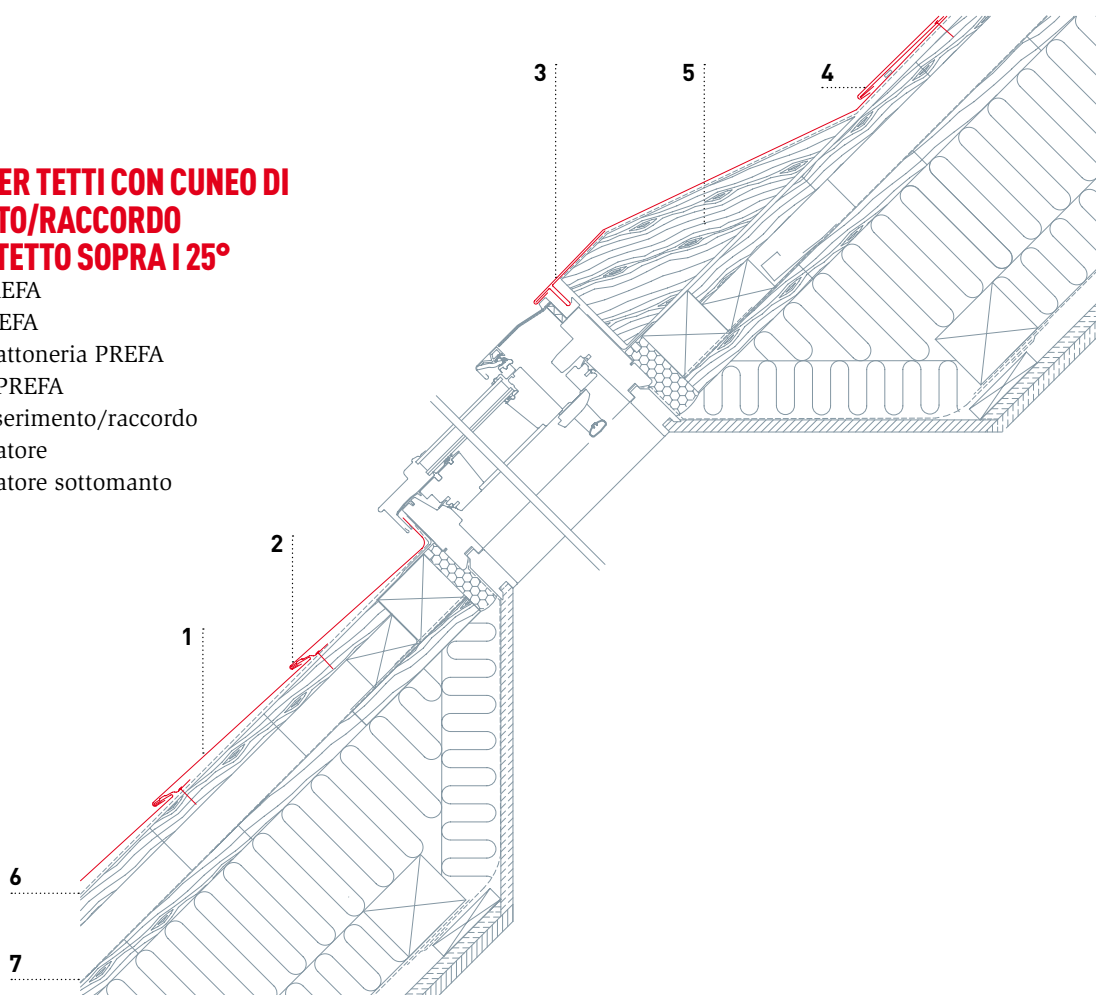 3 5 4
ER TETTI CON CUNEO DI
TO/RACCORDO
TETTO SOPRA I 25°
EFA
EFA
attoneria PREFA
PREFA
serimento/raccordo
atore
atore sottomanto
2
1
6
7